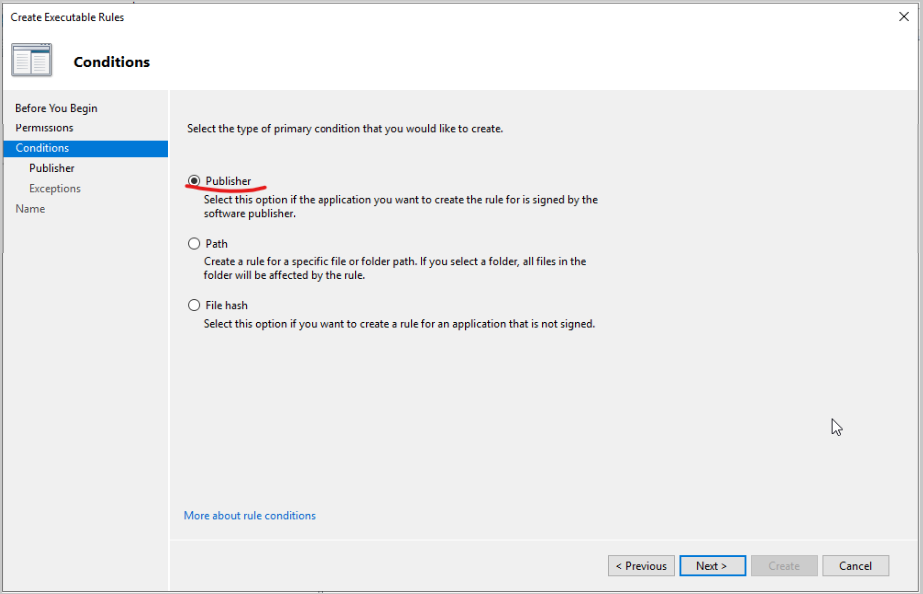 Create Executable Rules
Conditions
Before You Begin
Permissions
Conditions
Publisher
Exceptions
Name
Select the type of primary condition that you would like to create.
Publisher
Select this option if the application you want to create the rule for is signed by the
software publisher.
Path
Create a rule for a specific file or folder path. If you select a folder, all files in the
folder will be affected by the rule.
File hash
Select this option if you want to create a rule for an application that is not signed.
More about rule conditions
< Previous
Next >
Create
Cancel